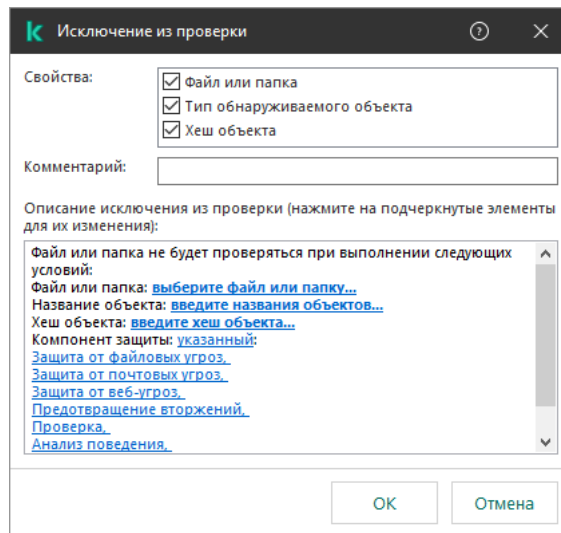 Исключение из проверки
Свойства:
Файл или папка
Тип обнаруживаемого объекта
Хеш объекта
Комментарий:
Описание исключения из проверки (нажмите на подчеркнутые элементы
для их изменения):
Файл или папка не будет проверяться при выполнении следующих
условий:
Файл или папка: выберите файл или папку...
Название объекта: введите названия объектов...
Хеш объекта: введите хеш объекта...
Компонент защиты: указанный:
Защита от файловых угроз,
Защита от почтовых угроз,
Защита от веб-угроз,
Предотвращение вторжений,
Проверка,
Анализ поведения,
ОК
Отмена